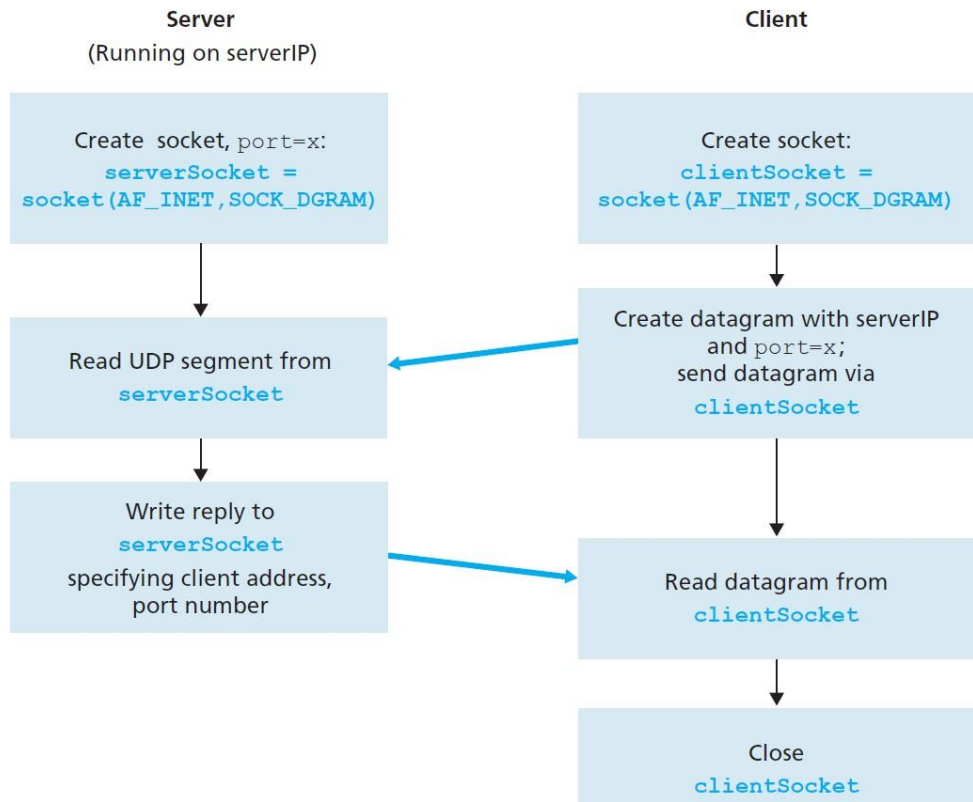 Server
(Running on serverIP)
Create  socket, port=x:
serverSocket =
socket(AF_INET,SOCK_DGRAM)
Read UDP segment from
serverSocket
Write reply to
serverSocket
specifying client address,
port number
Client
Create socket:
clientSocket =
socket(AF_INET,SOCK_DGRAM)
Create datagram with serverIP
and port=x;
send datagram via
clientSocket
Read datagram from
clientSocket
Close
clientSocket